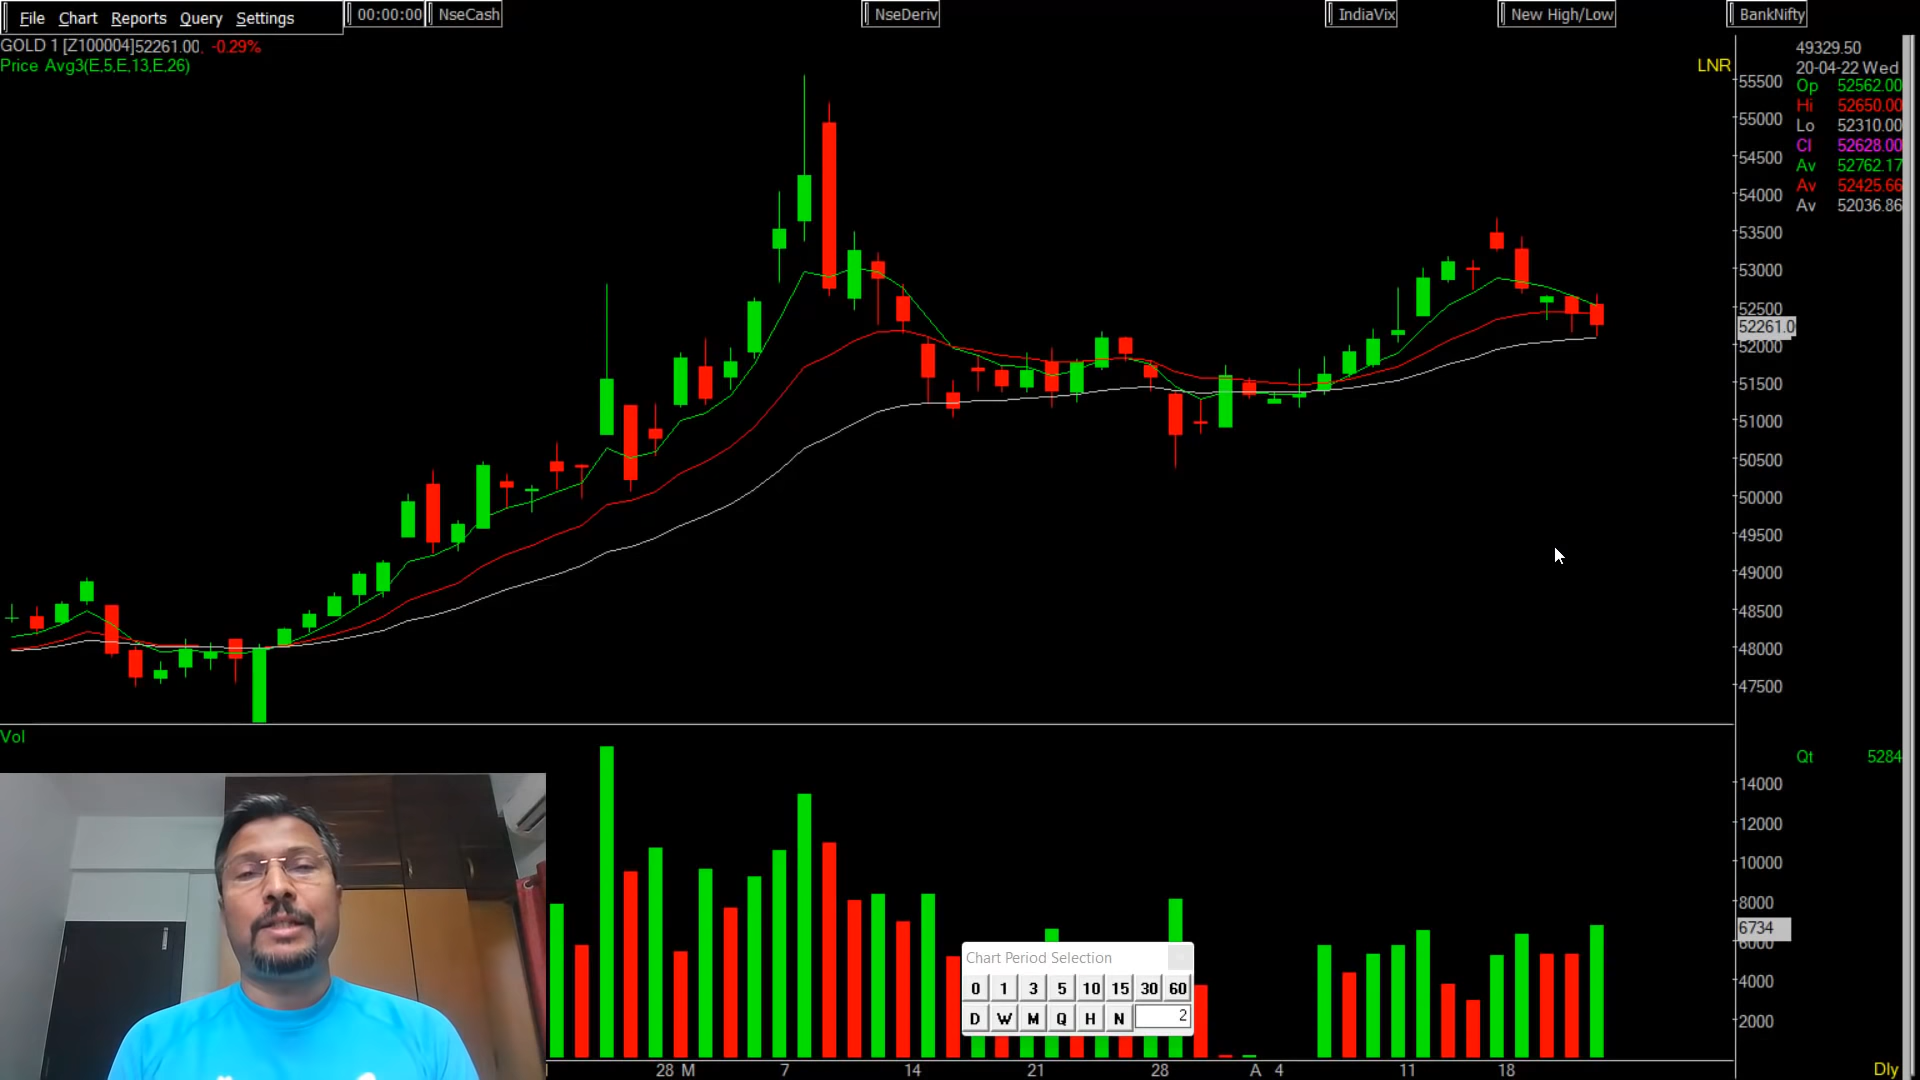 File Chart Reports Query Settings
00:00:00
NseCash
NseDeriv
IndiaVix
New High/Low
BankNifty
GOLD 1 [Z100004]52261.00. -0.29%
Price Avg3(E,5,E,13,E,26)
LNR
49329.50
20-04-22 Wed
Op 52562.00
Hi 52650.00
Lo 52310.00
Cl 52628.00
Av 52762.17
Av 52425.66
Av 52036.86
55500
55000
54500
54000
53500
53000
52500
52261.0
52000
51500
51000
50500
50000
49500
49000
48500
48000
47500
Vol
Qt 5284
14000
12000
10000
8000
6734
6000
4000
2000
Chart Period Selection
0 1 3 5 10 15 30 60
D W M Q H N 2
28 M 7 14 21 28 A 4 11 18
Dly